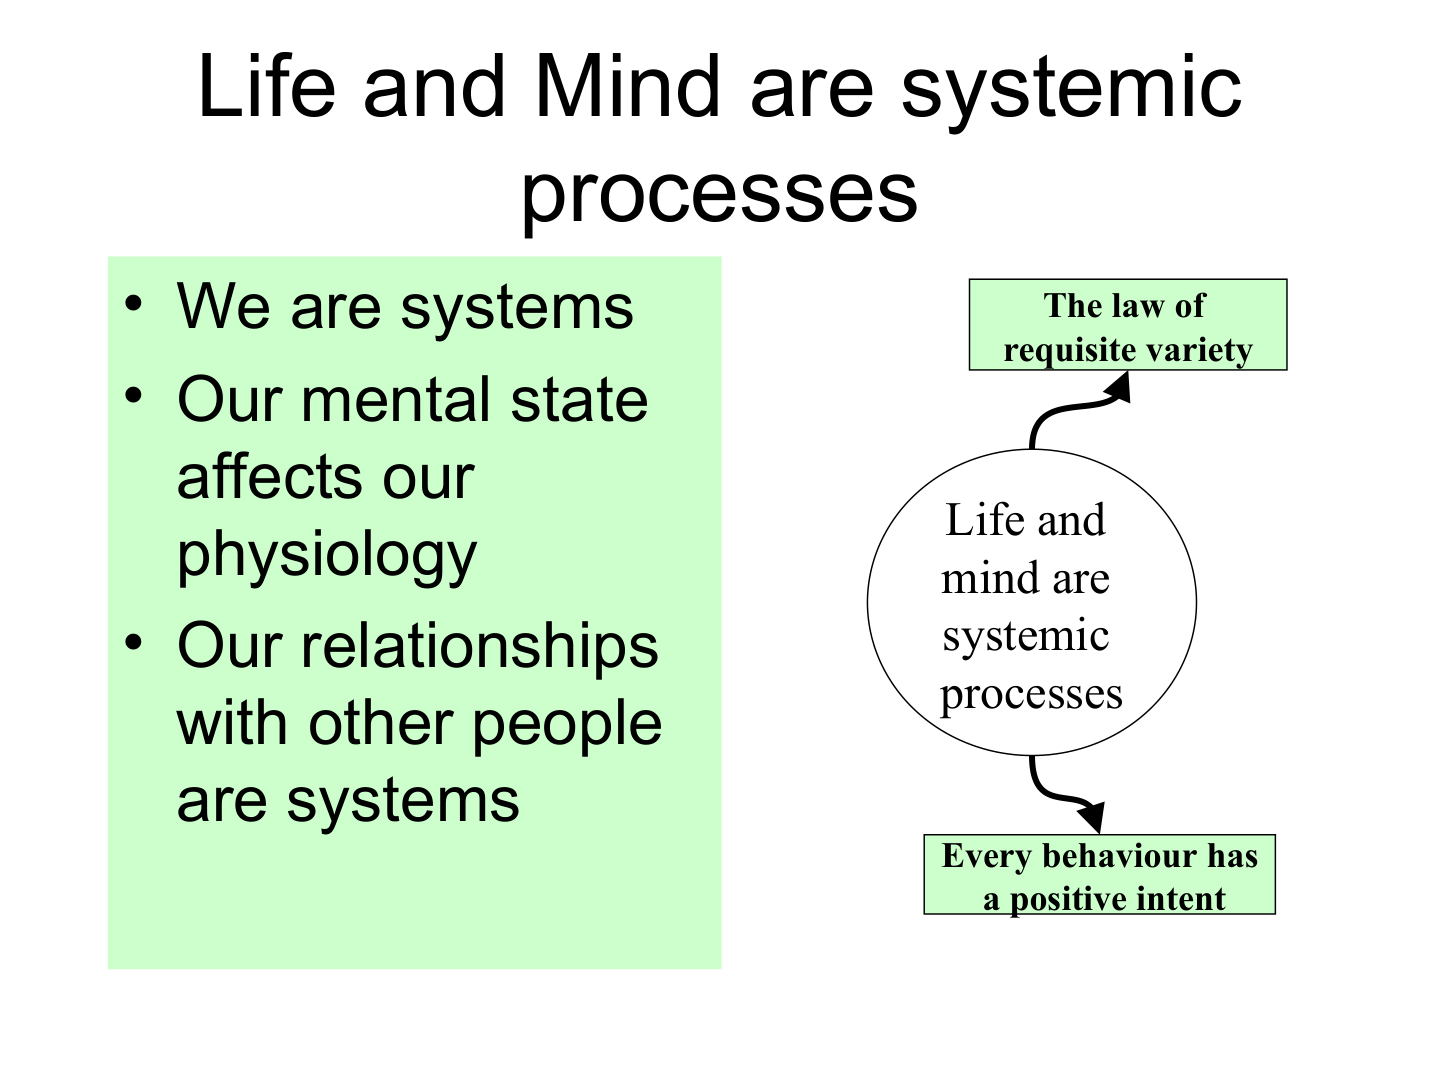 Life and Mind are systemic
processes
• We are systems
• Our mental state
affects our
physiology
• Our relationships
with other people
are systems
The law of
requisite variety
Life and
mind are
systemic
processes
Every behaviour has
a positive intent